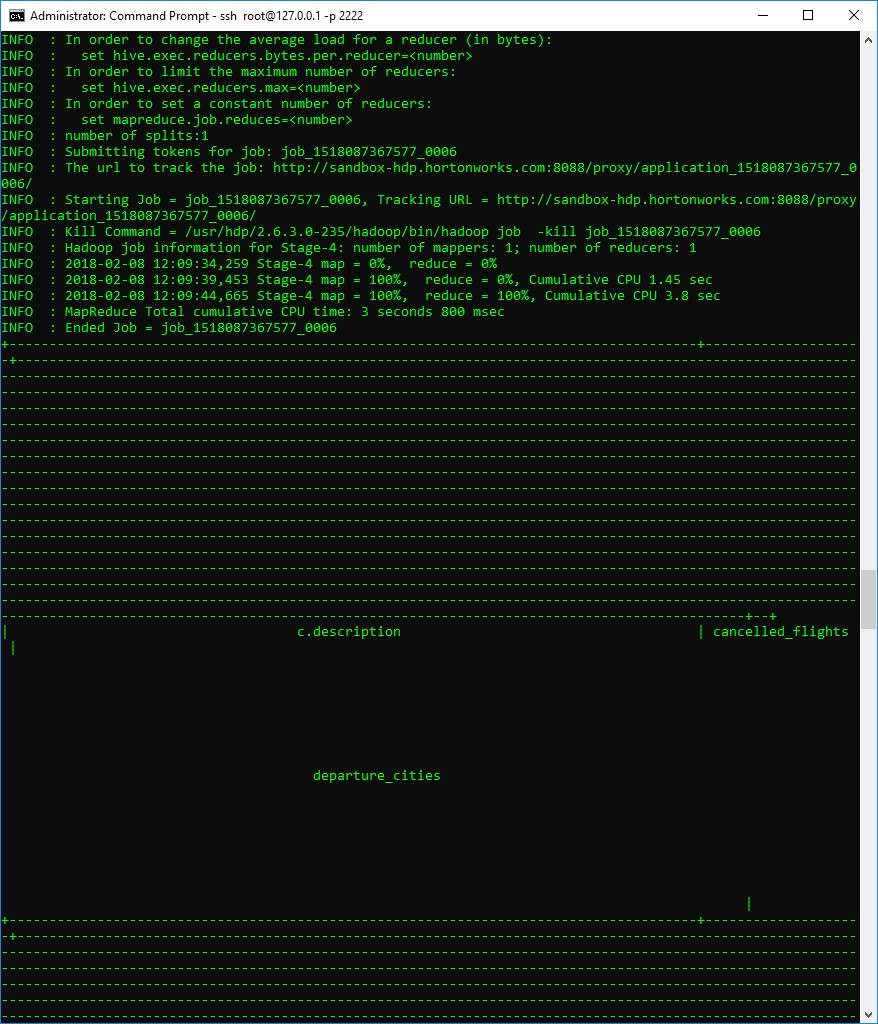 Administrator: Command Prompt - ssh  root@127.0.0.1 -p 2222
INFO  : In order to change the average load for a reducer (in bytes):
INFO  :   set hive.exec.reducers.bytes.per.reducer=<number>
INFO  : In order to limit the maximum number of reducers:
INFO  :   set hive.exec.reducers.max=<number>
INFO  : In order to set a constant number of reducers:
INFO  :   set mapreduce.job.reduces=<number>
INFO  : number of splits:1
INFO  : Submitting tokens for job: job_1518087367577_0006
INFO  : The url to track the job: http://sandbox-hdp.hortonworks.com:8088/proxy/application_1518087367577_0
006/
INFO  : Starting Job = job_1518087367577_0006, Tracking URL = http://sandbox-hdp.hortonworks.com:8088/proxy
/application_1518087367577_0006/
INFO  : Kill Command = /usr/hdp/2.6.3.0-235/hadoop/bin/hadoop job  -kill job_1518087367577_0006
INFO  : Hadoop job information for Stage-4: number of mappers: 1; number of reducers: 1
INFO  : 2018-02-08 12:09:34,259 Stage-4 map = 0%,  reduce = 0%
INFO  : 2018-02-08 12:09:39,453 Stage-4 map = 100%,  reduce = 0%, Cumulative CPU 1.45 sec
INFO  : 2018-02-08 12:09:44,665 Stage-4 map = 100%,  reduce = 100%, Cumulative CPU 3.8 sec
INFO  : MapReduce Total cumulative CPU time: 3 seconds 800 msec
INFO  : Ended Job = job_1518087367577_0006
| c.description | cancelled_flights
|
departure_cities
|